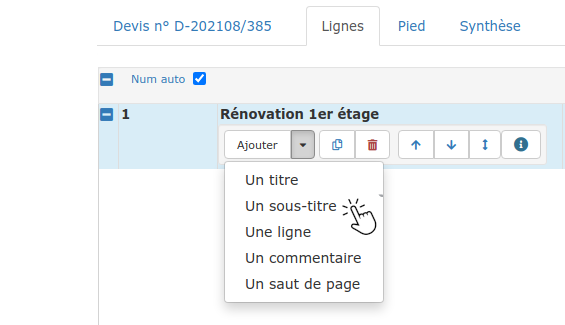 Devis n° D-202108/385 Lignes Pied Synthèse
Num auto
1 Rénovation 1er étage
Ajouter
Un titre
Un sous-titre
Une ligne
Un commentaire
Un saut de page